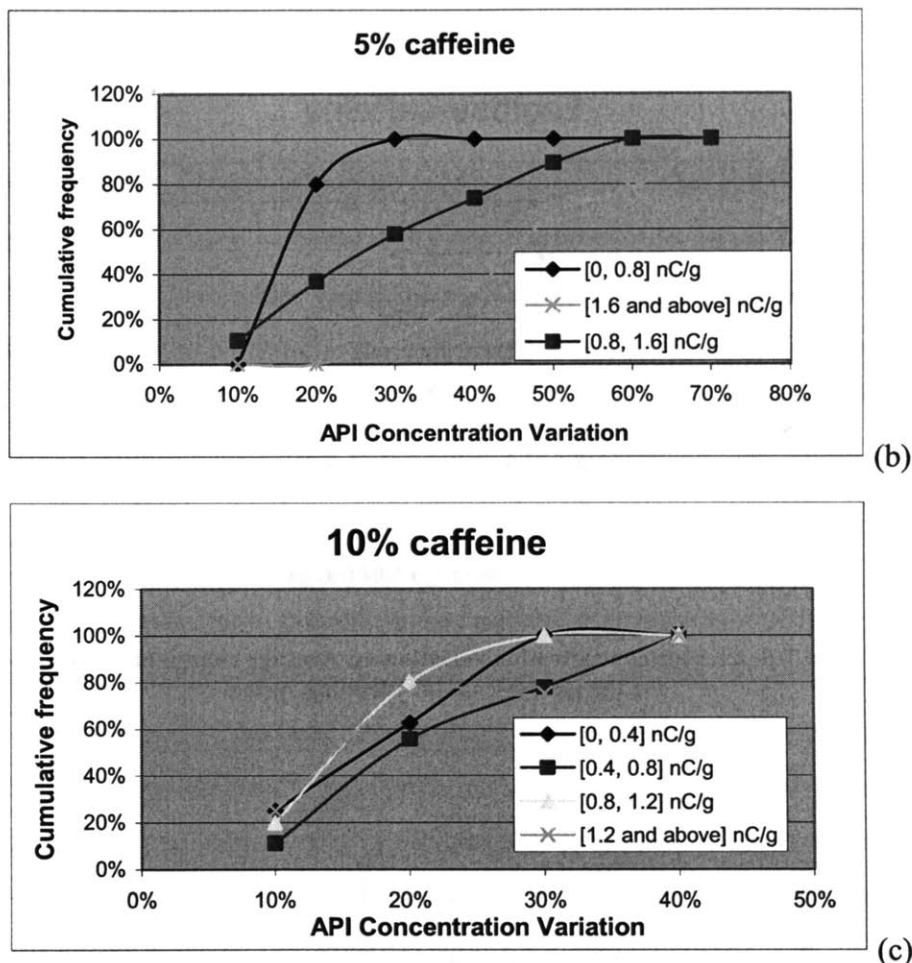 5% caffeine
120%
100%
80%
60%
40%
20%
0%
Cumulative frequency
[0, 0.8] nC/g
[1.6 and above] nC/g
[0.8, 1.6] nC/g
0% 10% 20% 30% 40% 50% 60% 70% 80%
API Concentration Variation
(b)
10% caffeine
120%
100%
80%
60%
40%
20%
0%
Cumulative frequency
[0, 0.4] nC/g
[0.4, 0.8] nC/g
[0.8, 1.2] nC/g
[1.2 and above] nC/g
0% 10% 20% 30% 40% 50%
API Concentration Variation
(c)